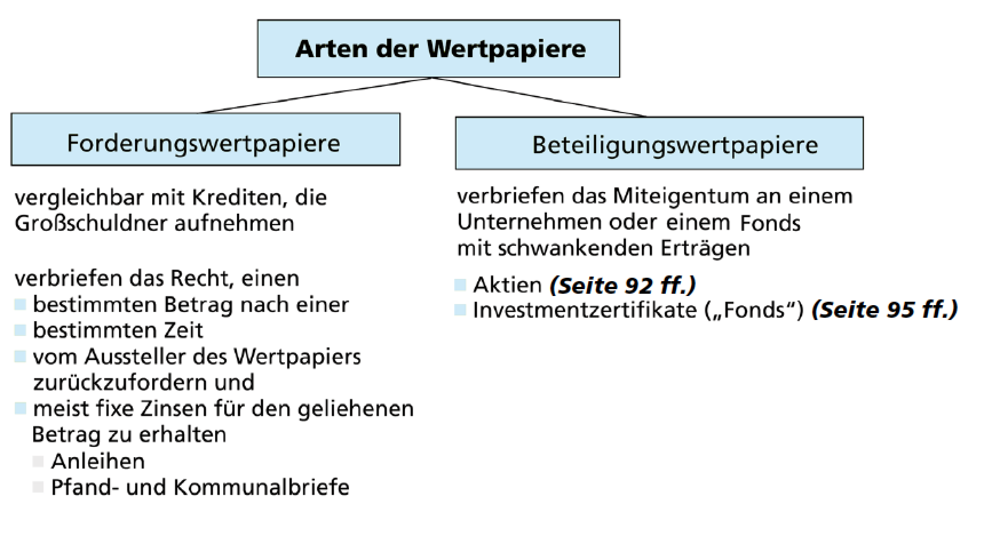 Arten der Wertpapiere
Forderungswertpapiere
vergleichbar mit Krediten, die
Großschuldner aufnehmen
verbriefen das Recht, einen
bestimmten Betrag nach einer
bestimmten Zeit
vom Aussteller des Wertpapiers
zurückzufordern und
meist fixe Zinsen für den geliehenen
Betrag zu erhalten
Anleihen
Pfand- und Kommunalbriefe
Beteiligungswertpapiere
verbriefen das Miteigentum an einem
Unternehmen oder einem Fonds
mit schwankenden Erträgen
Aktien (Seite 92 ff.)
Investmentzertifikate („Fonds“) (Seite 95 ff.)